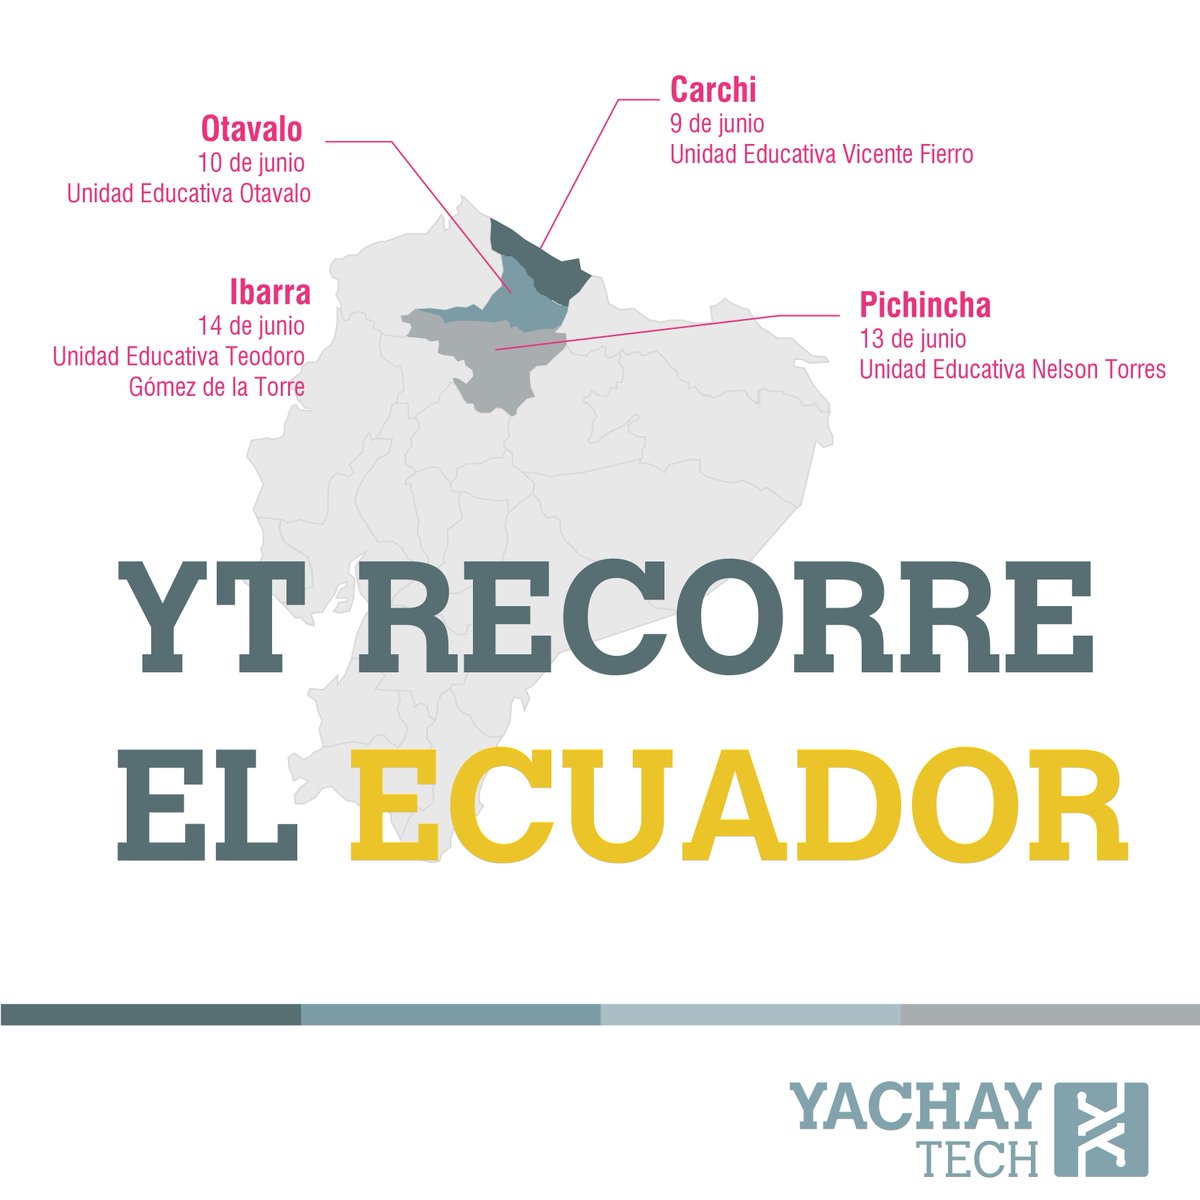 Carchi
9 de junio
Unidad Educativa Vicente Fierro
Otavalo
10 de junio
Unidad Educativa Otavalo
Ibarra
14 de junio
Unidad Educativa Teodoro
Gómez de la Torre
Pichincha
13 de junio
Unidad Educativa Nelson Torres
YT RECORRE
EL ECUADOR
YACHAY
TECH